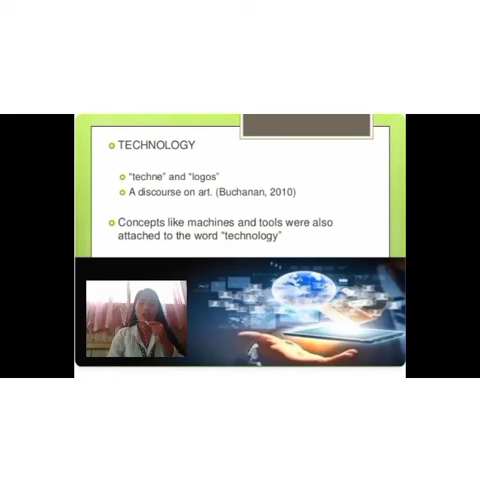 TECHNOLOGY
"techne" and "logos"
A discourse on art. (Buchanan, 2010)
Concepts like machines and tools were also
attached to the word "technology"